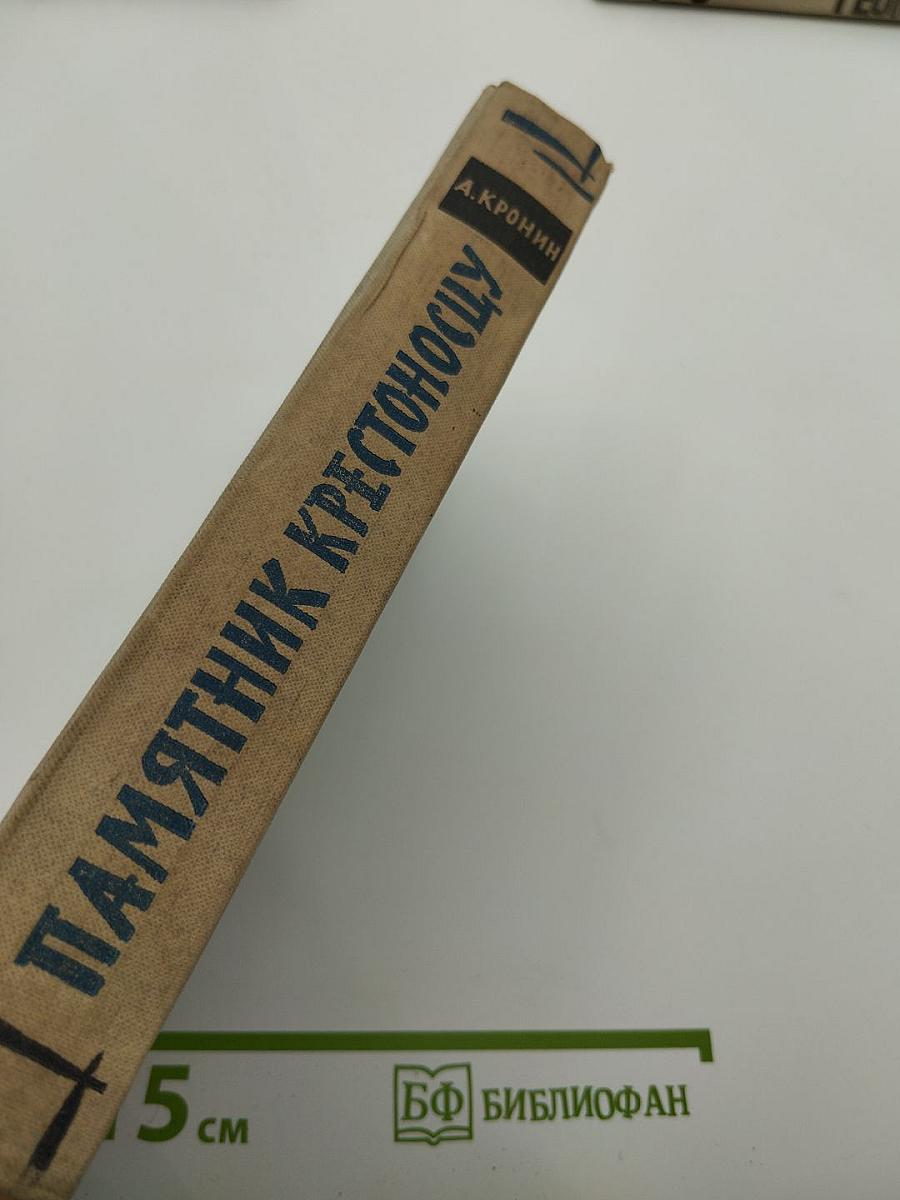 А. КРОНИН
ПАМЯТНИК КРЕСТОНОСЦУ
15 см
БФ БИБЛИОФАН